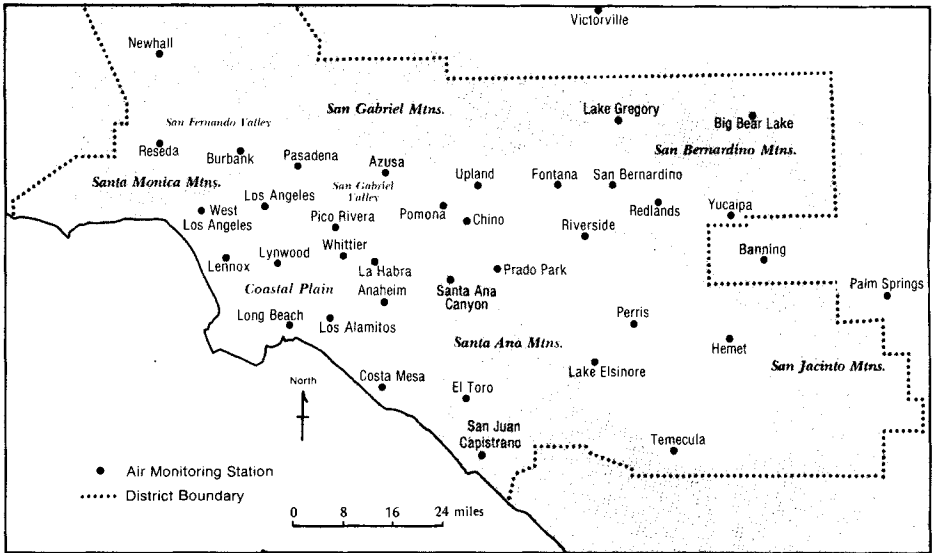 Victorville
Newhall
San Gabriel Mtns.
Lake Gregory
Big Bear Lake
San Fernando Valley
Reseda
Burbank
Pasadena
Azusa
San Bernardino Mtns.
Santa Monica Mtns.
San Gabriel
Valley
Upland
Fontana
San Bernardino
Los Angeles
West
Los Angeles
Pico Rivera
Pomona
Chino
Redlands
Yucaipa
Riverside
Lennox
Lynwood
Whittier
La Habra
Prado Park
Banning
Coastal Plain
Anaheim
Santa Ana
Canyon
Palm Springs
Long Beach
Los Alamitos
Perris
Santa Ana Mtns.
Hemet
Lake Elsinore
San Jacinto Mtns.
North
Costa Mesa
El Toro
San Juan
Capistrano
Temecula
Air Monitoring Station
District Boundary
0 8 16 24 miles